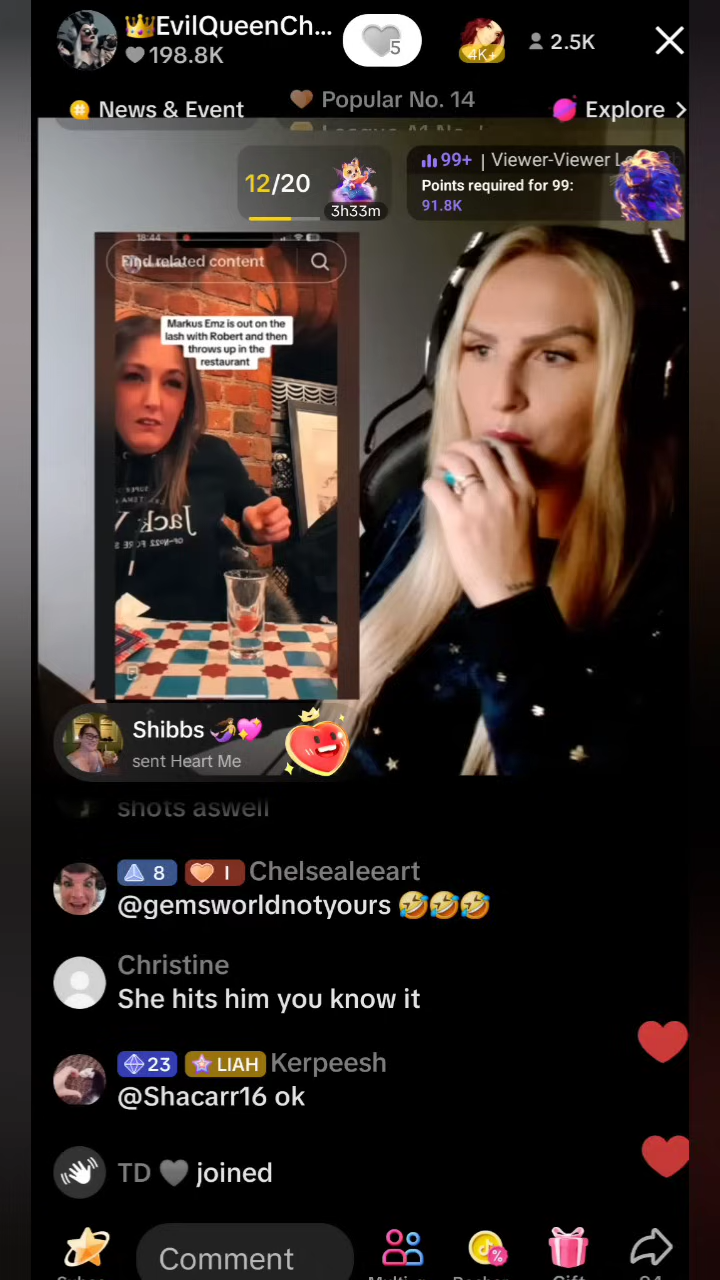 👑EvilQueenCh...
198.8K
5
4K+
2.5K
News & Event
Popular No. 14
Explore >
12/20
3h33m
99+ | Viewer-Viewer
Points required for 99:
91.8K
18:44
Find related content
Markus Emz is out on the
lash with Robert and then
throws up in the
restaurant
Jack
Shibbs 🧜‍♀️💖
sent Heart Me
shots aswell
8 I Chelsealeeart
@gemsworldnotyours 🤣🤣🤣
Christine
She hits him you know it
23 LIAH Kerpeesh
@Shacarr16 ok
TD 🖤 joined
Comment
Gift